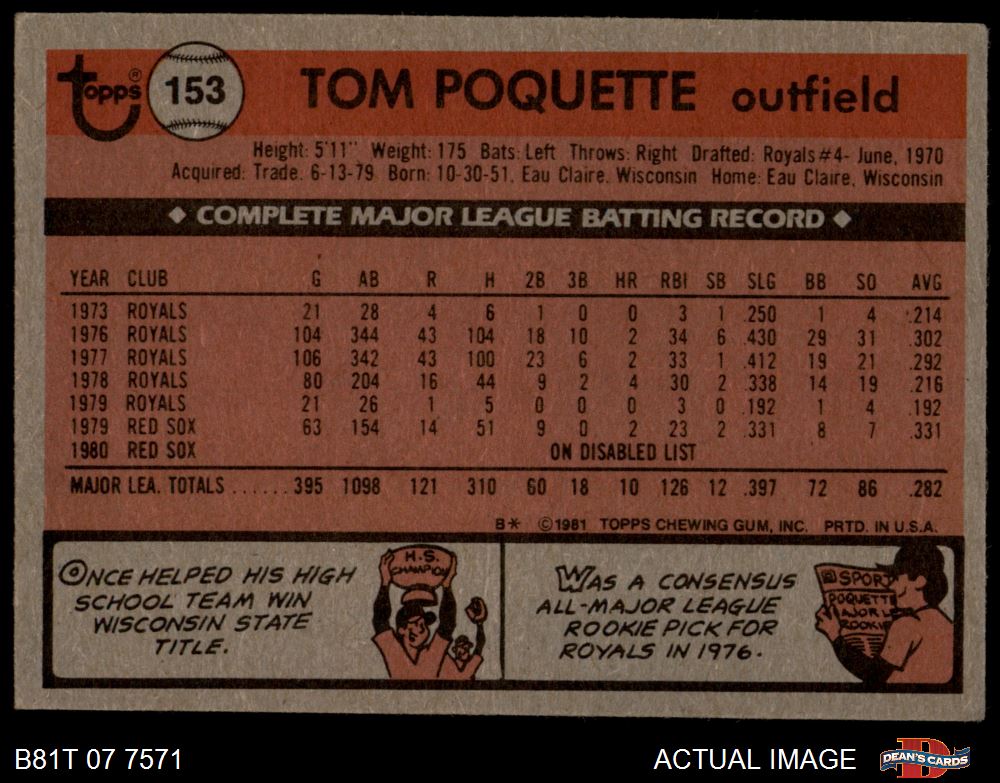 topps®
153
TOM POQUETTE outfield
Height: 5'11" Weight: 175 Bats: Left Throws: Right Drafted: Royals #4- June, 1970
Acquired: Trade. 6-13-79 Born: 10-30-51. Eau Claire. Wisconsin Home: Eau Claire, Wisconsin
◆ COMPLETE MAJOR LEAGUE BATTING RECORD ◆
YEAR CLUB G AB R H 2B 3B HR RBI SB SLG BB SO AVG
1973 ROYALS 21 28 4 6 1 0 0 3 1 .250 1 4 .214
1976 ROYALS 104 344 43 104 18 10 2 34 6 .430 29 31 .302
1977 ROYALS 106 342 43 100 23 6 2 33 1 .412 19 21 .292
1978 ROYALS 80 204 16 44 9 2 4 30 2 .338 14 19 .216
1979 ROYALS 21 26 1 5 0 0 0 3 0 .192 1 4 .192
1979 RED SOX 63 154 14 51 9 0 2 23 2 .331 8 7 .331
1980 RED SOX ON DISABLED LIST
MAJOR LEA. TOTALS ......395 1098 121 310 60 18 10 126 12 .397 72 86 .282
B* ©1981 TOPPS CHEWING GUM, INC. PRTD. IN U.S.A.
ONCE HELPED HIS HIGH
SCHOOL TEAM WIN
WISCONSIN STATE
TITLE.
H.S.
CHAMPION
WAS A CONSENSUS
ALL-MAJOR LEAGUE
ROOKIE PICK FOR
ROYALS IN 1976.
SPORT
POQUETTE
MAJOR L
ROOKIE
B81T 07 7571
ACTUAL IMAGE
DEAN'S CARDS